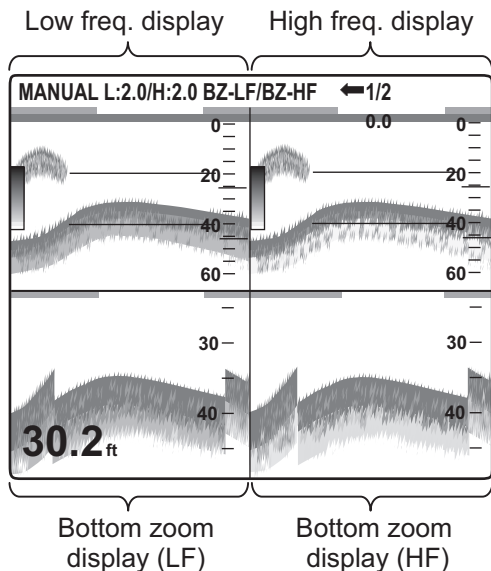 Low freq. display
High freq. display
MANUAL L:2.0/H:2.0 BZ-LF/BZ-HF ⬅1/2
0.0
0
20
40
60
0
20
40
60
30
40
30
40
30.2ft
Bottom zoom
display (LF)
Bottom zoom
display (HF)